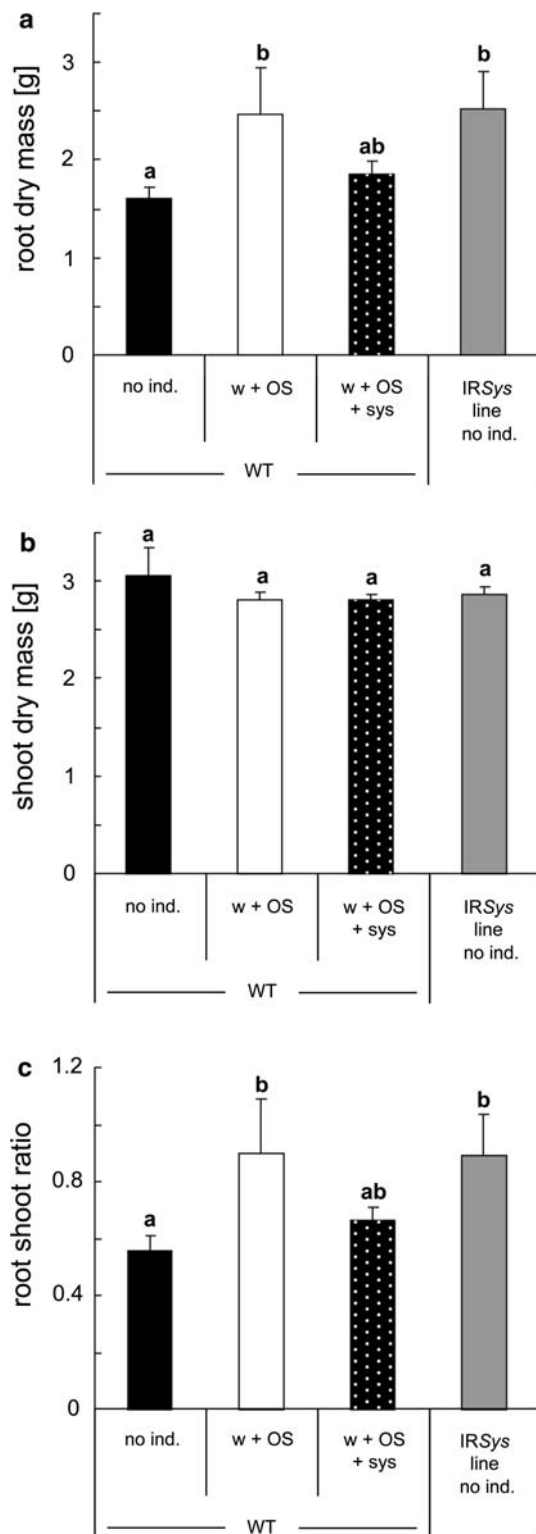 a
root dry mass [g]
3
2
1
0
a
b
ab
b
no ind.
w + OS
w + OS
+ sys
IRSys
line
no ind.
WT
b
shoot dry mass [g]
3
2
1
0
a
a
a
a
no ind.
w + OS
w + OS
+ sys
IRSys
line
no ind.
WT
c
root shoot ratio
1.2
0.8
0.4
0
a
b
ab
b
no ind.
w + OS
w + OS
+ sys
IRSys
line
no ind.
WT